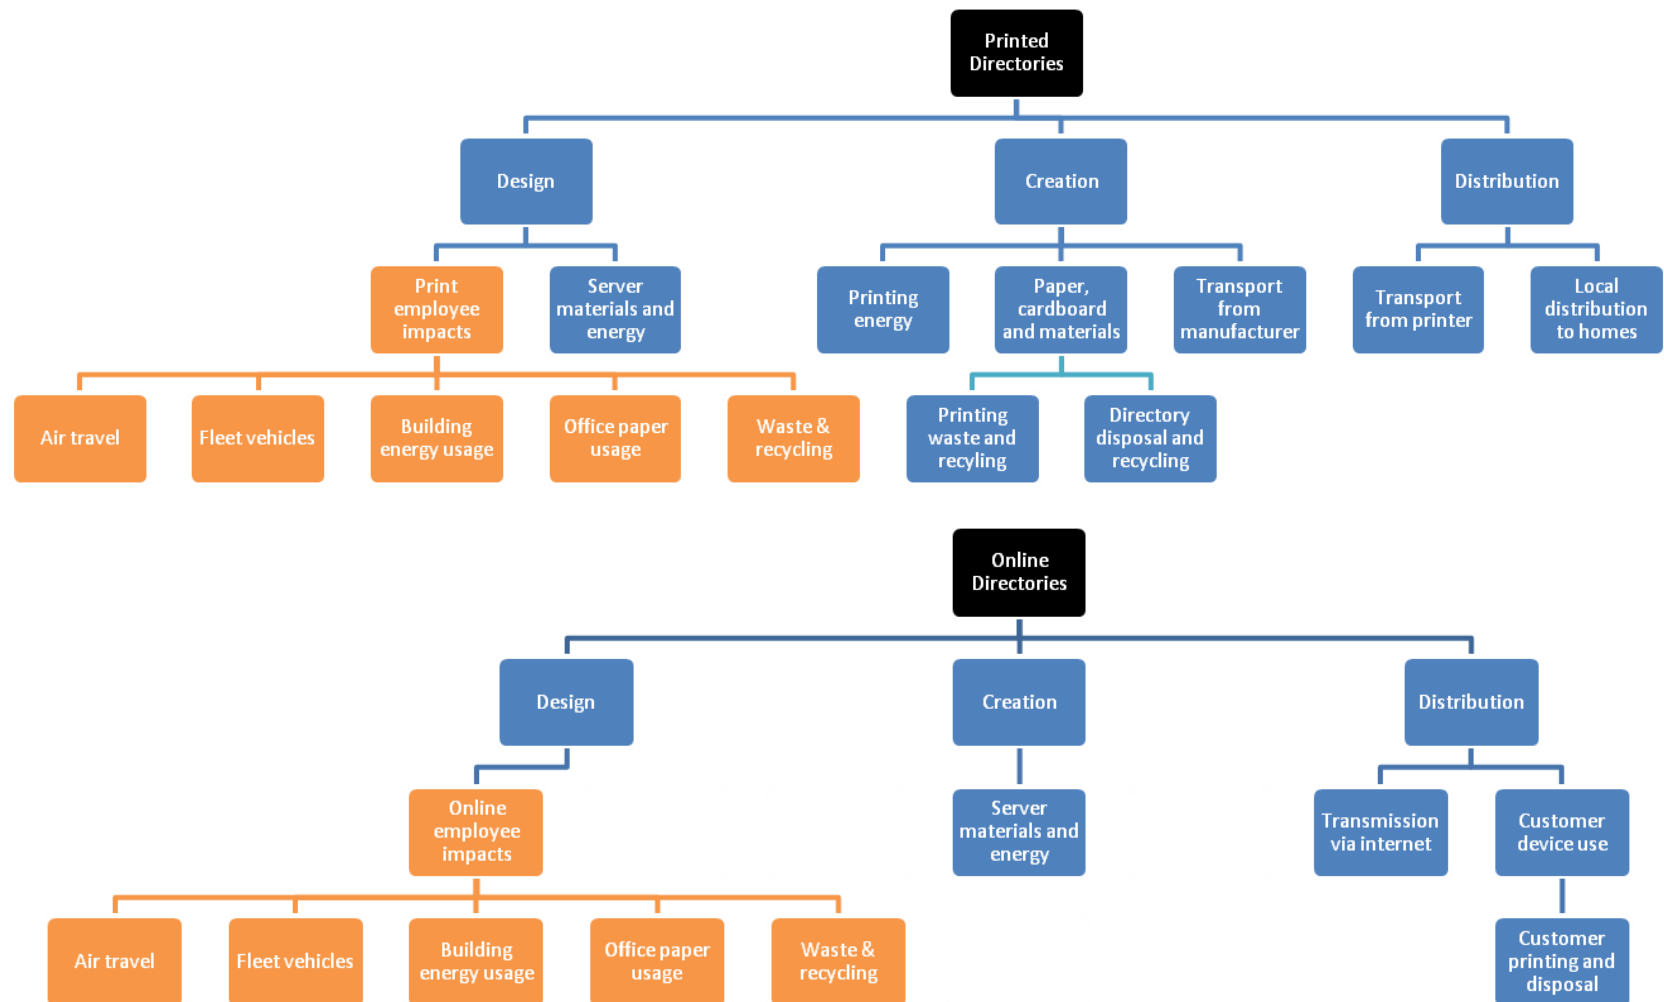 Printed
Directories
Design
Creation
Distribution
Print
employee
impacts
Server
materials and
energy
Printing
energy
Paper,
cardboard
and materials
Transport
from
manufacturer
Transport
from printer
Local
distribution
to homes
Air travel
Fleet vehicles
Building
energy usage
Office paper
usage
Waste &
recycling
Printing
waste and
recyling
Directory
disposal and
recycling
Online
Directories
Design
Creation
Distribution
Online
employee
impacts
Server
materials and
energy
Transmission
via internet
Customer
device use
Air travel
Fleet vehicles
Building
energy usage
Office paper
usage
Waste &
recycling
Customer
printing and
disposal